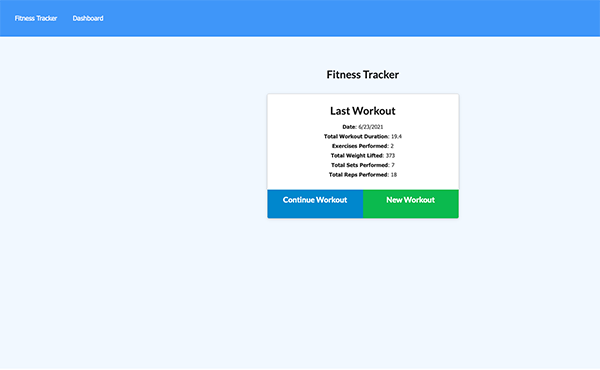 Fitness Tracker Dashboard
Fitness Tracker
Last Workout
Date: 6/23/2021
Total Workout Duration: 19.4
Exercises Performed: 2
Total Weight Lifted: 373
Total Sets Performed: 7
Total Reps Performed: 18
Continue Workout New Workout